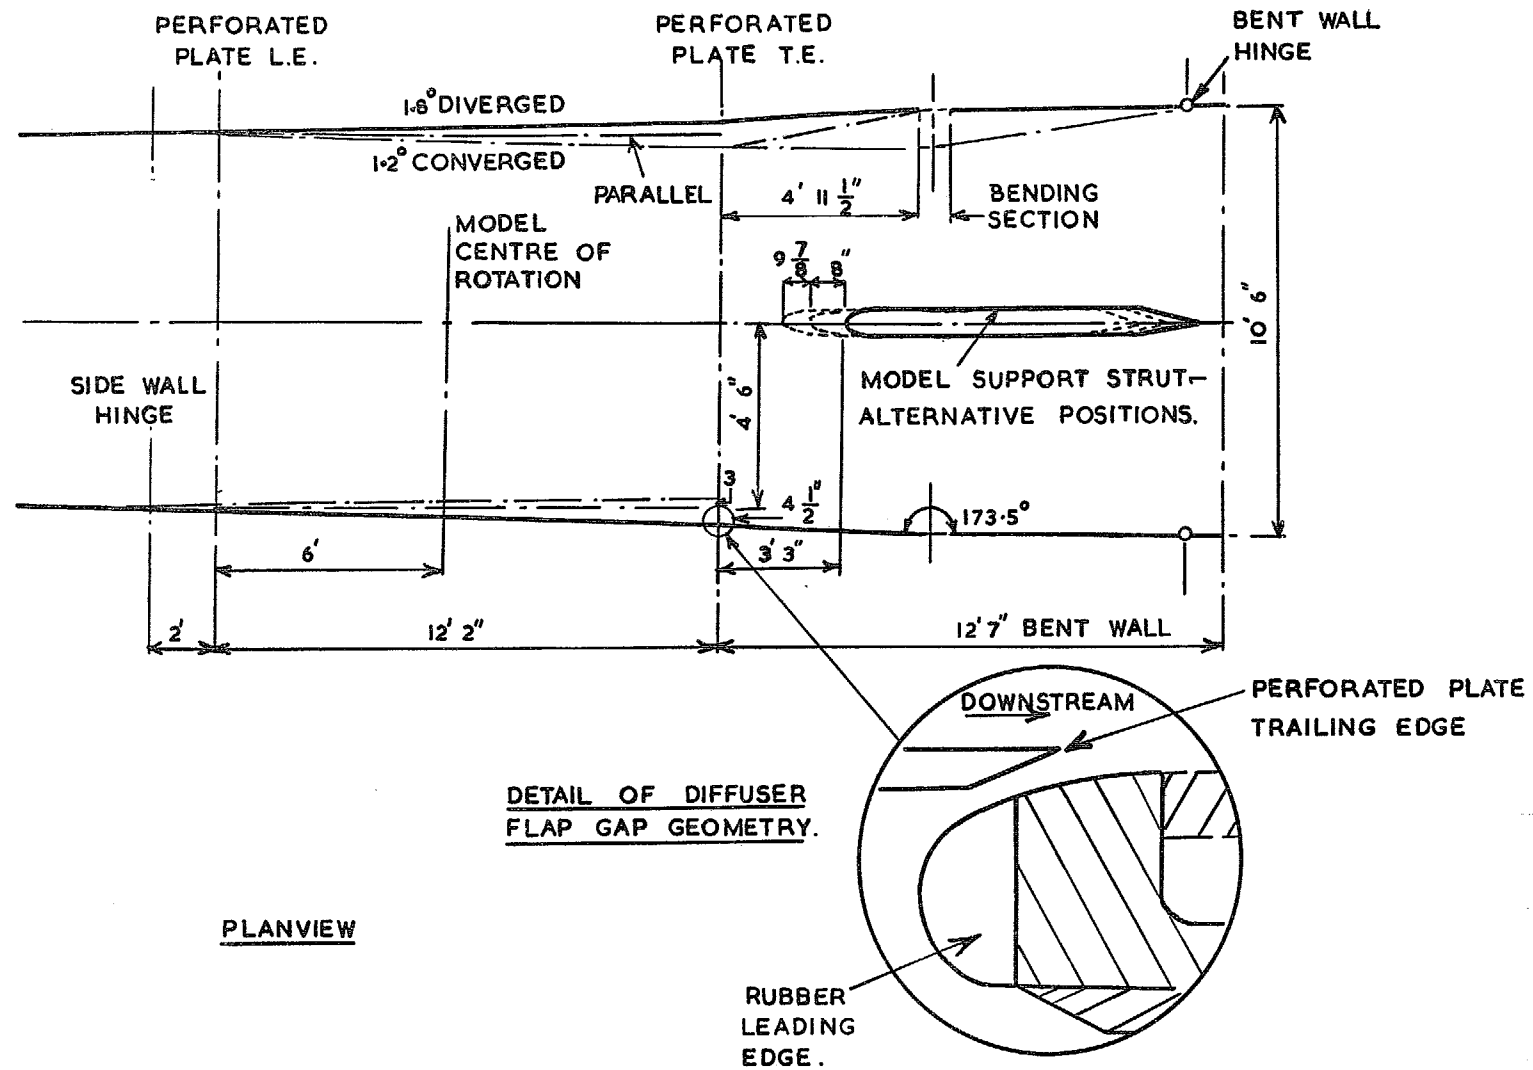 PERFORATED
PLATE L.E.
PERFORATED
PLATE T.E.
BENT WALL
HINGE
1·8° DIVERGED
1·2° CONVERGED
PARALLEL
4' 11 1/2"
BENDING
SECTION
MODEL
CENTRE OF
ROTATION
9 7/8
8"
10' 6"
SIDE WALL
HINGE
4' 6"
MODEL SUPPORT STRUT–
ALTERNATIVE POSITIONS.
3
4 1/2"
173·5°
6'
3' 3"
2'
12' 2"
12' 7" BENT WALL
DOWNSTREAM
PERFORATED PLATE
TRAILING EDGE
DETAIL OF DIFFUSER
FLAP GAP GEOMETRY.
PLANVIEW
RUBBER
LEADING
EDGE.